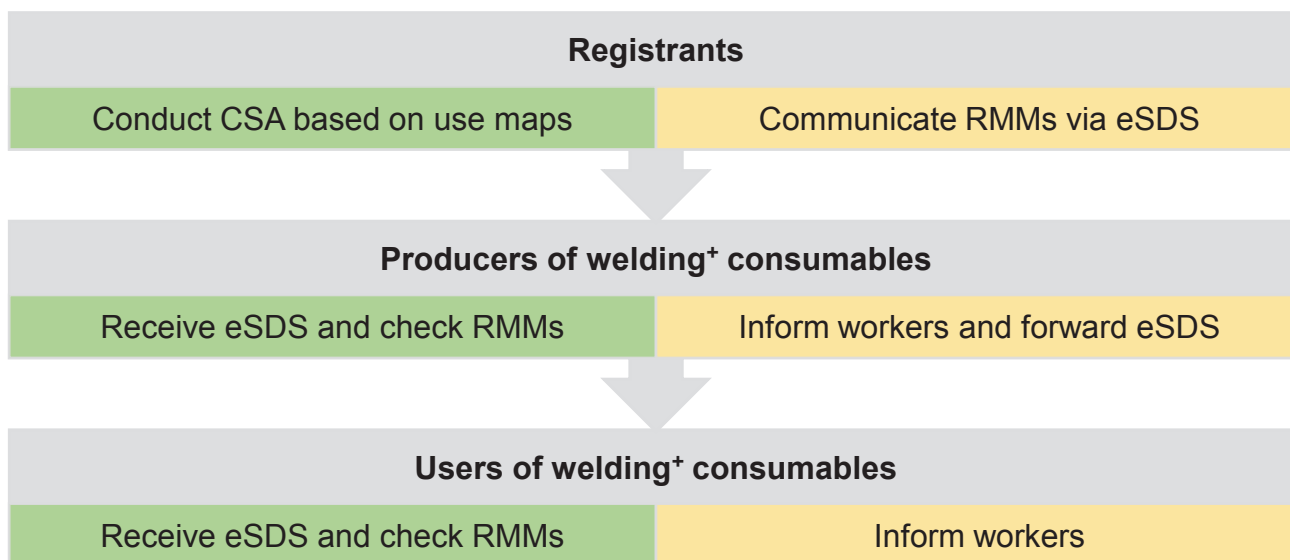 Registrants
Conduct CSA based on use maps
Communicate RMMs via eSDS
Producers of welding⁺ consumables
Receive eSDS and check RMMs
Inform workers and forward eSDS
Users of welding⁺ consumables
Receive eSDS and check RMMs
Inform workers